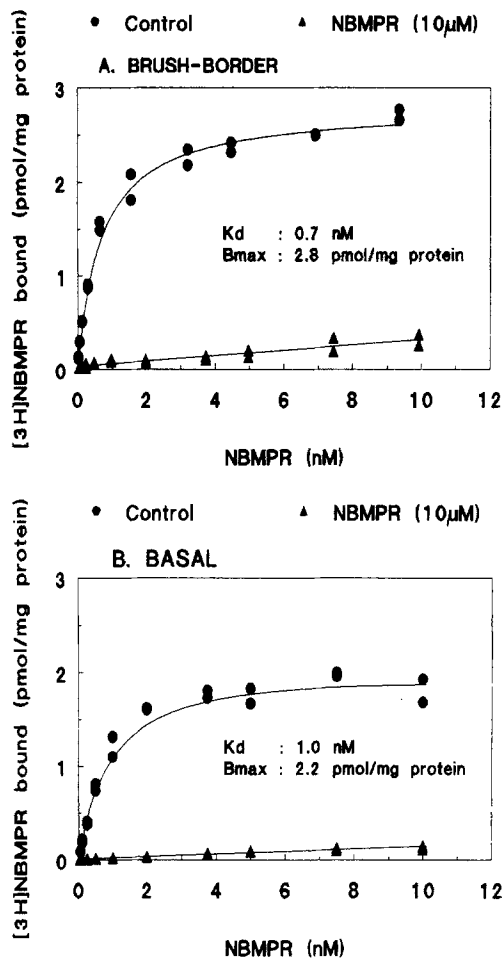 ● Control ▲ NBMPR (10μM)
A. BRUSH-BORDER
[3H]NBMPR bound (pmol/mg protein)
3
2
1
0
Kd : 0.7 nM
Bmax : 2.8 pmol/mg protein
0 2 4 6 8 10 12
NBMPR (nM)
● Control ▲ NBMPR (10μM)
B. BASAL
[3H]NBMPR bound (pmol/mg protein)
3
2
1
0
Kd : 1.0 nM
Bmax : 2.2 pmol/mg protein
0 2 4 6 8 10 12
NBMPR (nM)